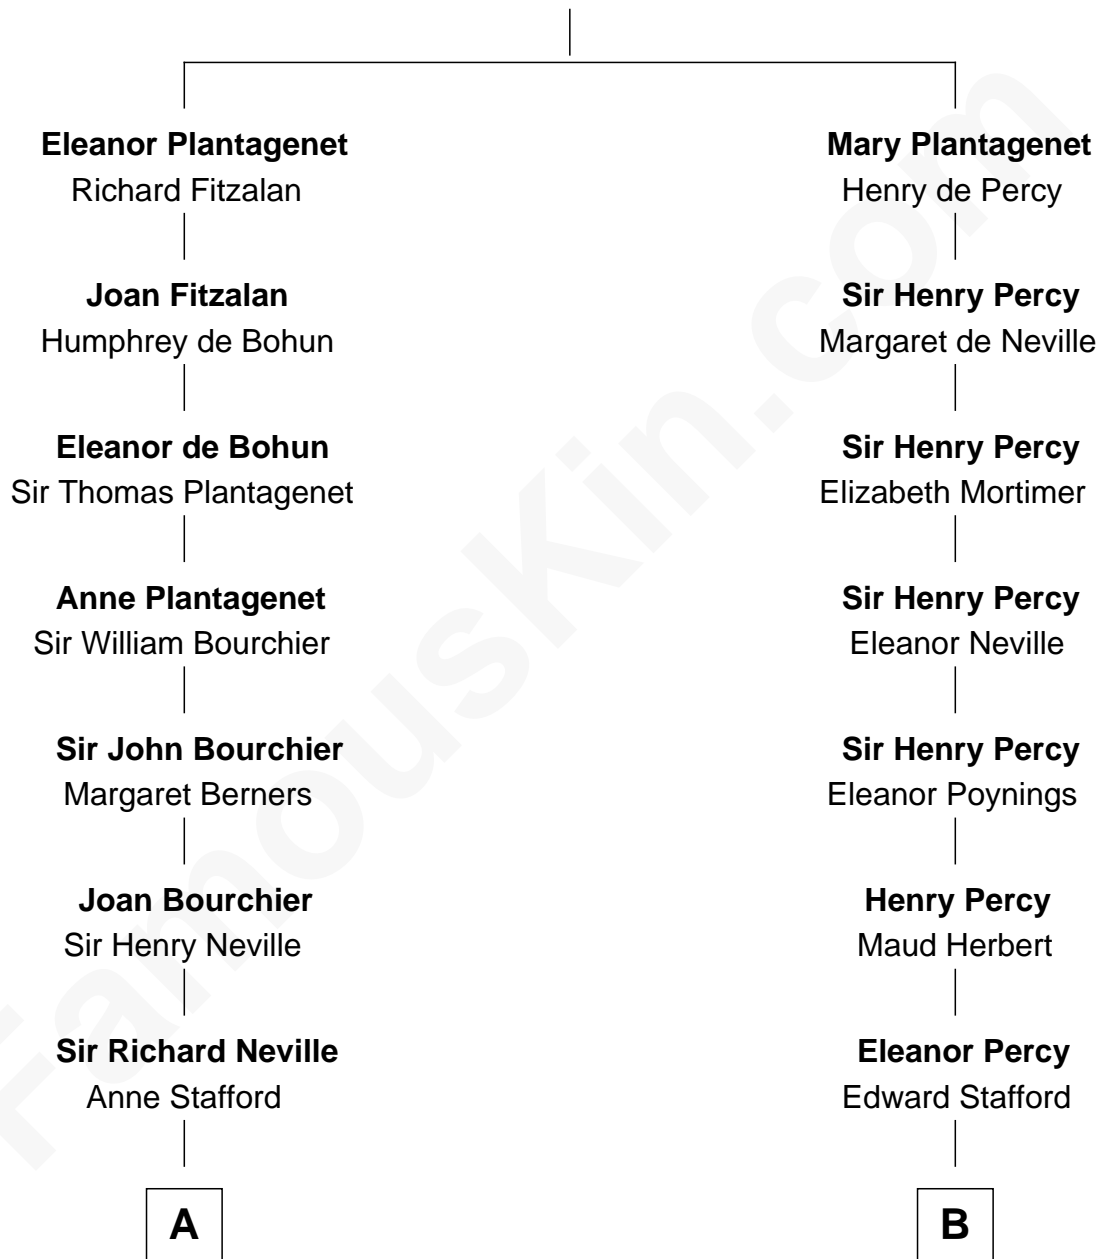 Eleanor Plantagenet
Richard Fitzalan
Joan Fitzalan
Humphrey de Bohun
Eleanor de Bohun
Sir Thomas Plantagenet
Anne Plantagenet
Sir William Bourchier
Sir John Bourchier
Margaret Berners
Joan Bourchier
Sir Henry Neville
Sir Richard Neville
Anne Stafford
A
Mary Plantagenet
Henry de Percy
Sir Henry Percy
Margaret de Neville
Sir Henry Percy
Elizabeth Mortimer
Sir Henry Percy
Eleanor Neville
Sir Henry Percy
Eleanor Poynings
Henry Percy
Maud Herbert
Eleanor Percy
Edward Stafford
B
FamousKin.com